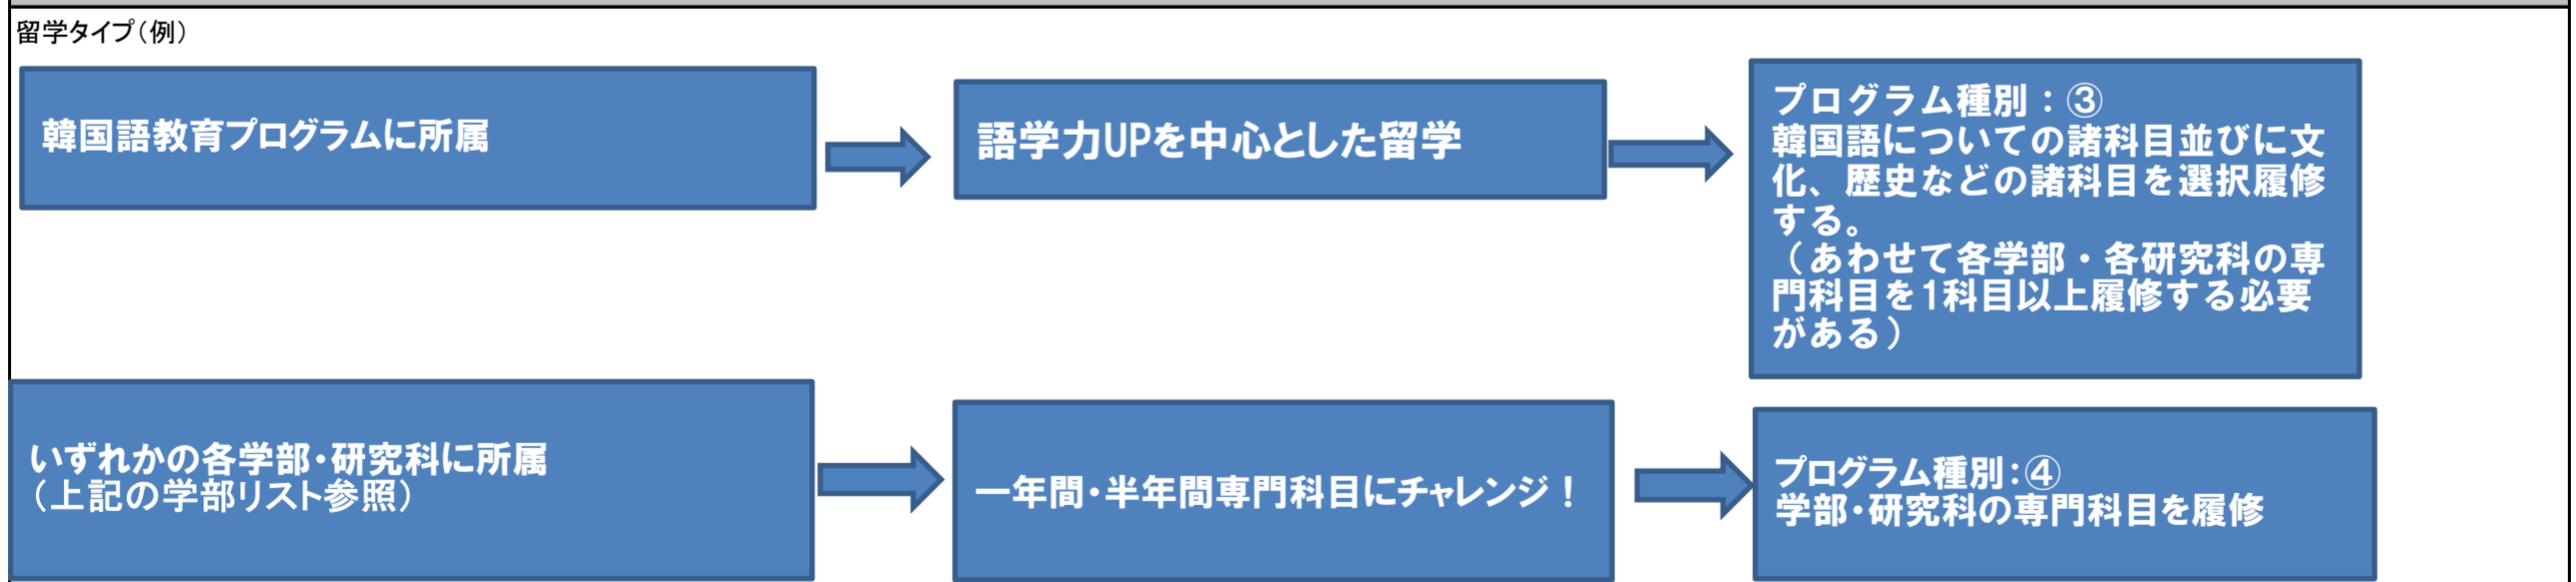 留学タイプ（例）
韓国語教育プログラムに所属
語学力UPを中心とした留学
プログラム種別：③
韓国語についての諸科目並びに文
化、歴史などの諸科目を選択履修
する。
（あわせて各学部・各研究科の専
門科目を1科目以上履修する必要
がある）
いずれかの各学部・研究科に所属
（上記の学部リスト参照）
一年間・半年間専門科目にチャレンジ！
プログラム種別：④
学部・研究科の専門科目を履修